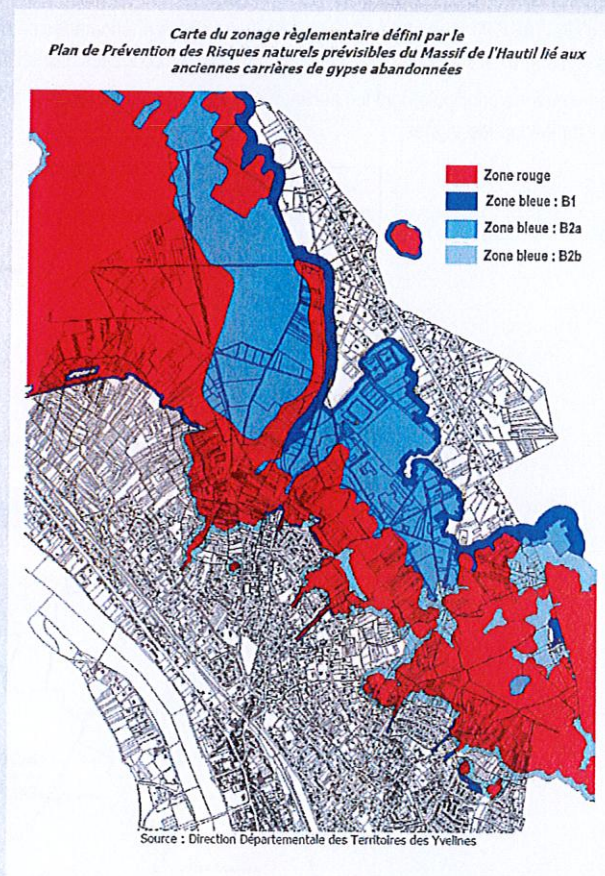 Carte du zonage règlementaire défini par le
Plan de Prévention des Risques naturels prévisibles du Massif de l'Hautil lié aux
anciennes carrières de gypse abandonnées
Zone rouge
Zone bleue : B1
Zone bleue : B2a
Zone bleue : B2b
Source : Direction Départementale des Territoires des Yvelines